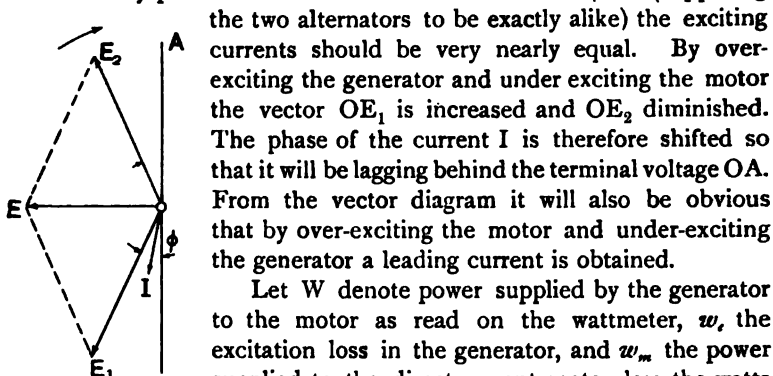 the two alternators to be exactly alike) the exciting
currents should be very nearly equal. By over-
exciting the generator and under exciting the motor
the vector OE₁ is increased and OE₂ diminished.
The phase of the current I is therefore shifted so
that it will be lagging behind the terminal voltage OA.
From the vector diagram it will also be obvious
that by over-exciting the motor and under-exciting
the generator a leading current is obtained.
Let W denote power supplied by the generator
to the motor as read on the wattmeter, wₑ the
excitation loss in the generator, and wₘ the power
A
E₂
E
ϕ
I
E₁